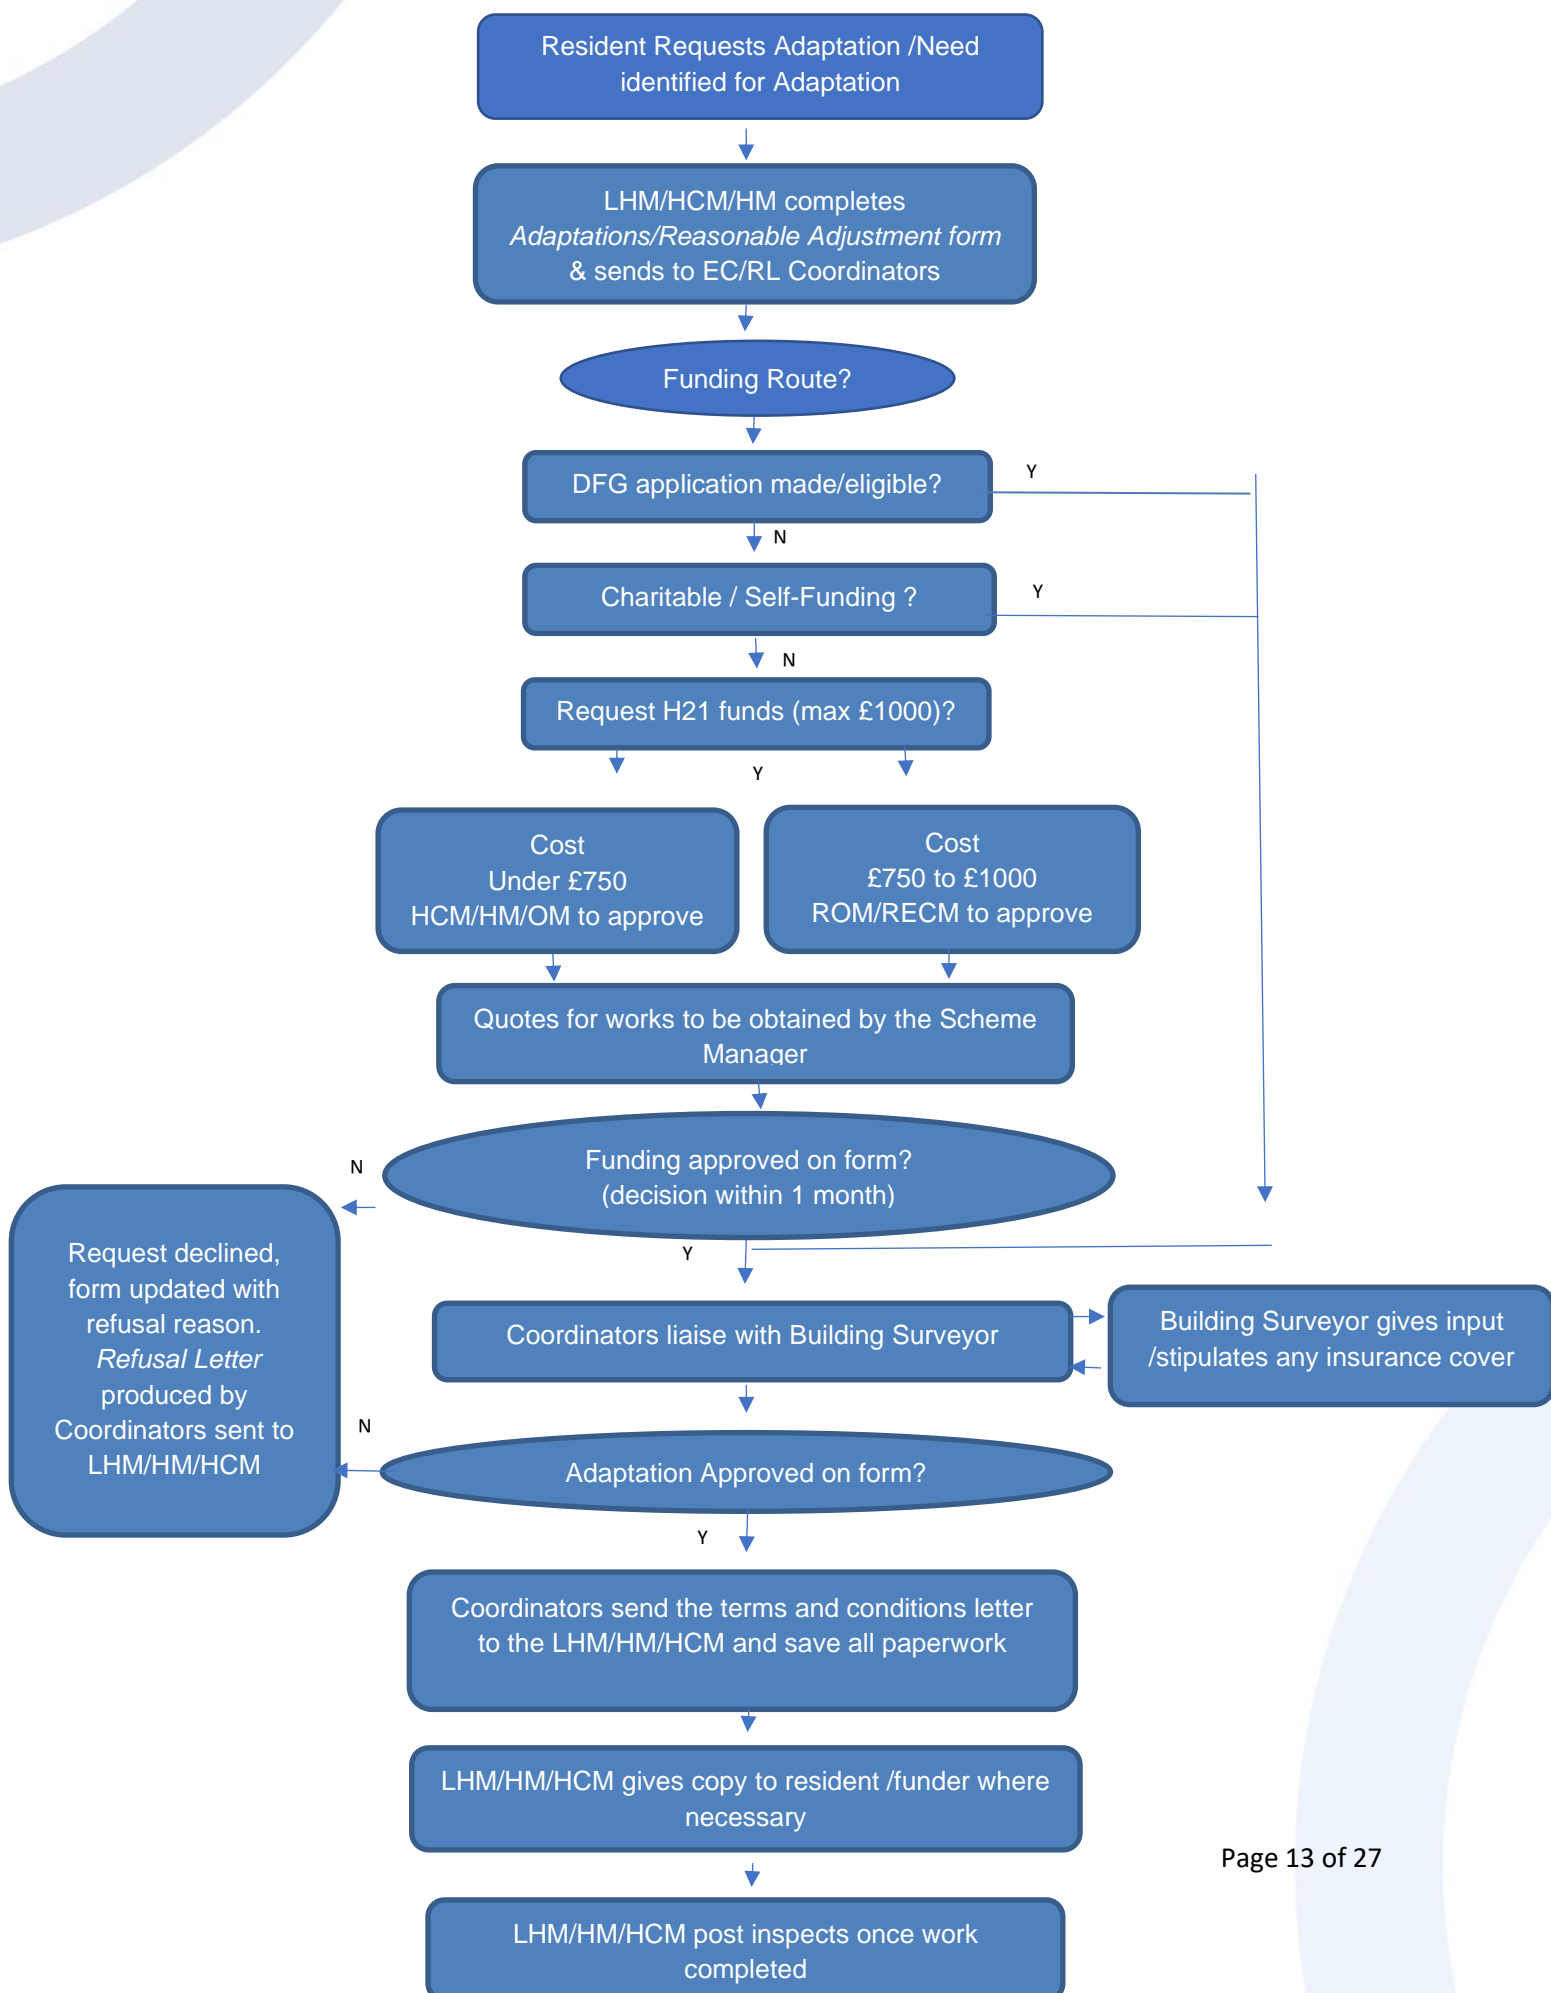 Resident Requests Adaptation /Need
identified for Adaptation
LHM/HCM/HM completes
Adaptations/Reasonable Adjustment form
& sends to EC/RL Coordinators
Funding Route?
DFG application made/eligible?
Y
N
Charitable / Self-Funding ?
Y
N
Request H21 funds (max £1000)?
Y
Cost
Under £750
HCM/HM/OM to approve
Cost
£750 to £1000
ROM/RECM to approve
Quotes for works to be obtained by the Scheme
Manager
Funding approved on form?
(decision within 1 month)
N
Y
Request declined,
form updated with
refusal reason.
Refusal Letter
produced by
Coordinators sent to
LHM/HM/HCM
Coordinators liaise with Building Surveyor
Building Surveyor gives input
/stipulates any insurance cover
N
Adaptation Approved on form?
Y
Coordinators send the terms and conditions letter
to the LHM/HM/HCM and save all paperwork
LHM/HM/HCM gives copy to resident /funder where
necessary
Page 13 of 27
LHM/HM/HCM post inspects once work
completed